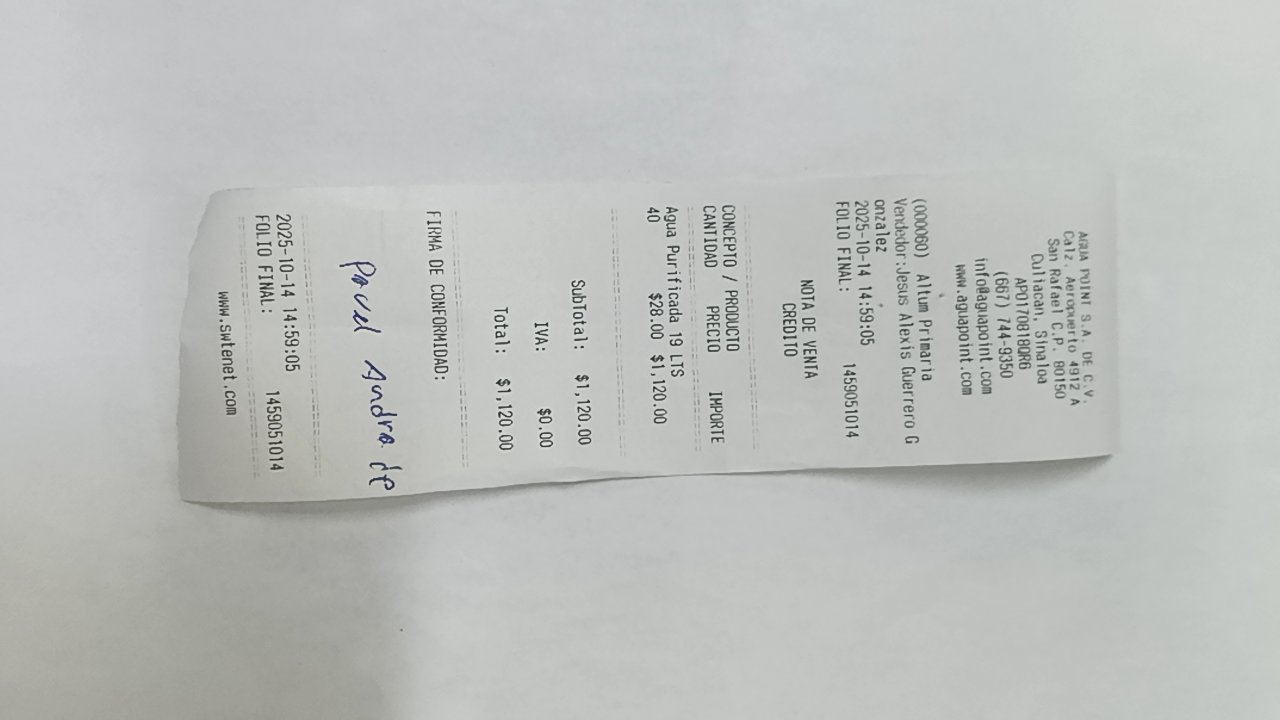 AGUA POINT S.A. DE C.V.
Calz. Aeropuerto 4912 A
San Rafael C.P. 80150
Culiacan, Sinaloa
APO170818QR6
(667) 744-9350
info@aguapoint.com
www.aguapoint.com
(000060) Altum Primaria
Vendedor:Jesus Alexis Guerrero G
onzalez
2025-10-14 14:59:05
FOLIO FINAL: 1459051014
NOTA DE VENTA
CREDITO
CONCEPTO / PRODUCTO
CANTIDAD PRECIO IMPORTE
Agua Purificada 19 LTS
40 $28.00 $1,120.00
SubTotal: $1,120.00
IVA: $0.00
Total: $1,120.00
FIRMA DE CONFORMIDAD:
2025-10-14 14:59:05
FOLIO FINAL: 1459051014
www.swtenet.com